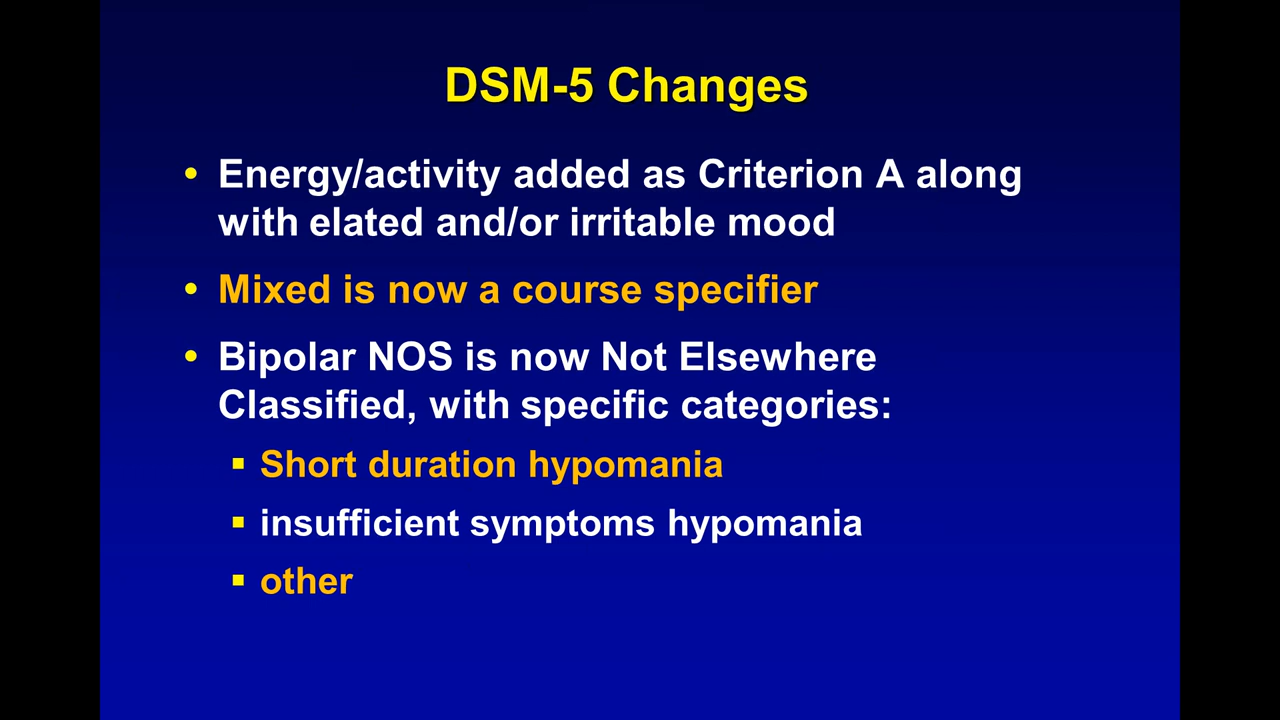 DSM-5 Changes
• Energy/activity added as Criterion A along
with elated and/or irritable mood
• Mixed is now a course specifier
• Bipolar NOS is now Not Elsewhere
Classified, with specific categories:
▪ Short duration hypomania
▪ insufficient symptoms hypomania
▪ other